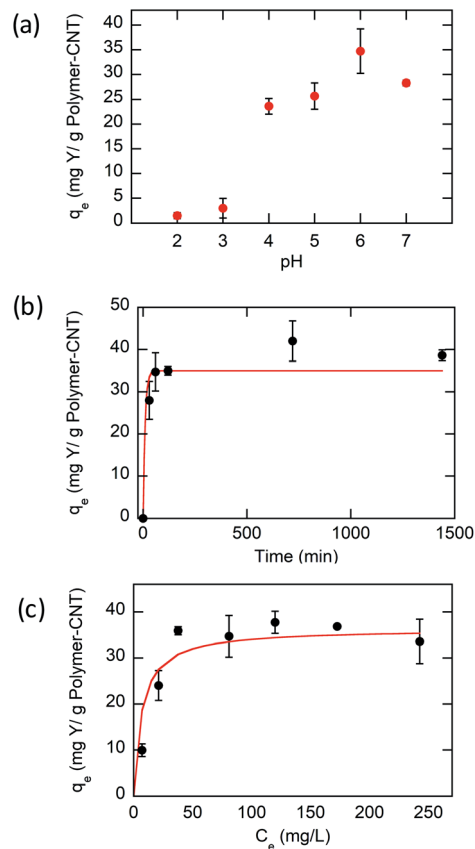 (a)
q_e (mg Y/ g Polymer-CNT)
40
35
30
25
20
15
10
5
0
2 3 4 5 6 7
pH
(b)
q_e (mg Y/ g Polymer-CNT)
50
40
30
20
10
0
0 500 1000 1500
Time (min)
(c)
q_e (mg Y/ g Polymer-CNT)
40
30
20
10
0
0 50 100 150 200 250
C_e (mg/L)